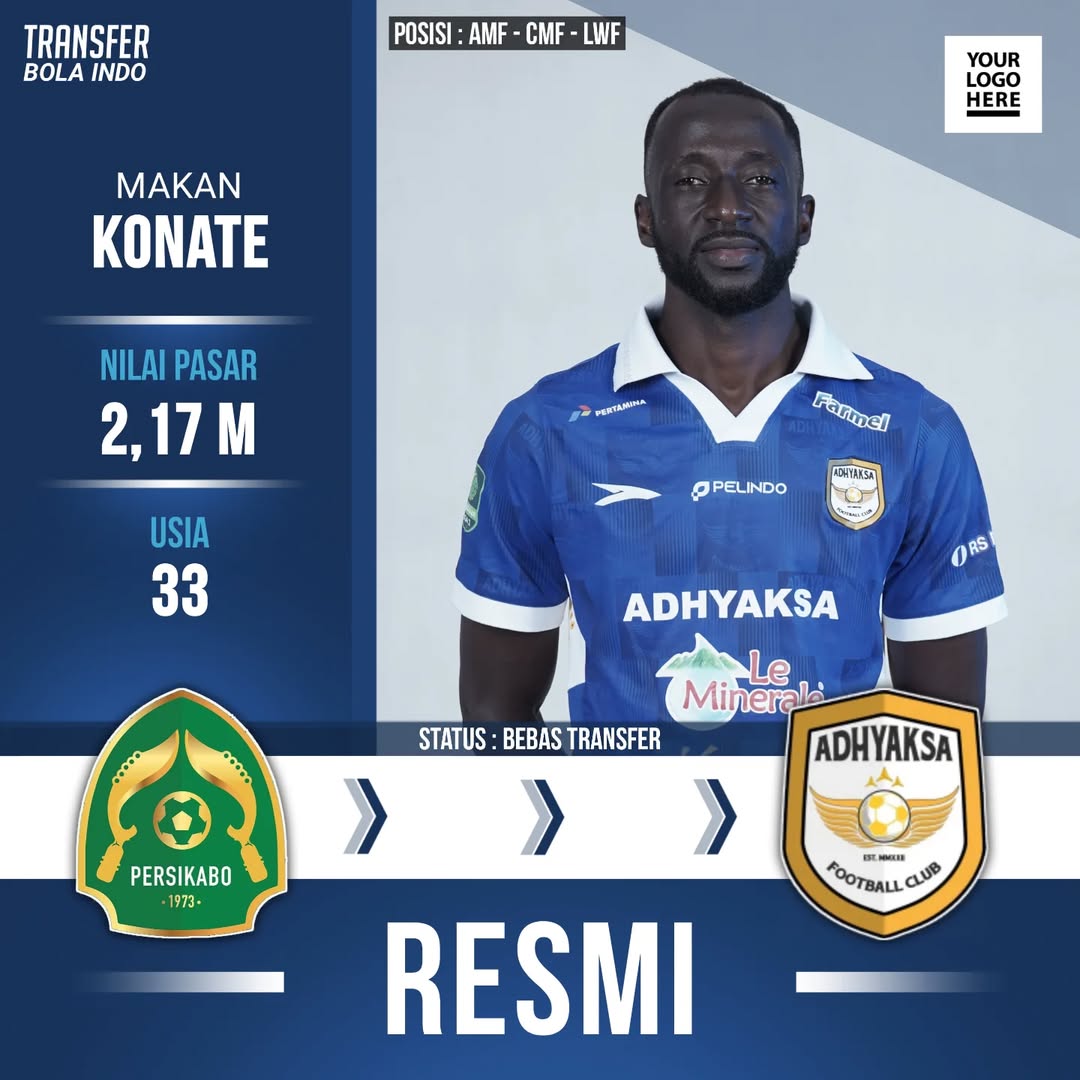 TRANSFER
BOLA INDO
POSISI : AMF - CMF - LWF
YOUR
LOGO
HERE
MAKAN
KONATE
NILAI PASAR
2,17 M
USIA
33
PERTAMINA
Farmel
PELINDO
ADHYAKSA
FOOTBALL CLUB
RS
ADHYAKSA
Le
Minerale
STATUS : BEBAS TRANSFER
PERSIKABO
· 1973 ·
ADHYAKSA
EST. MMXXII
FOOTBALL CLUB
RESMI